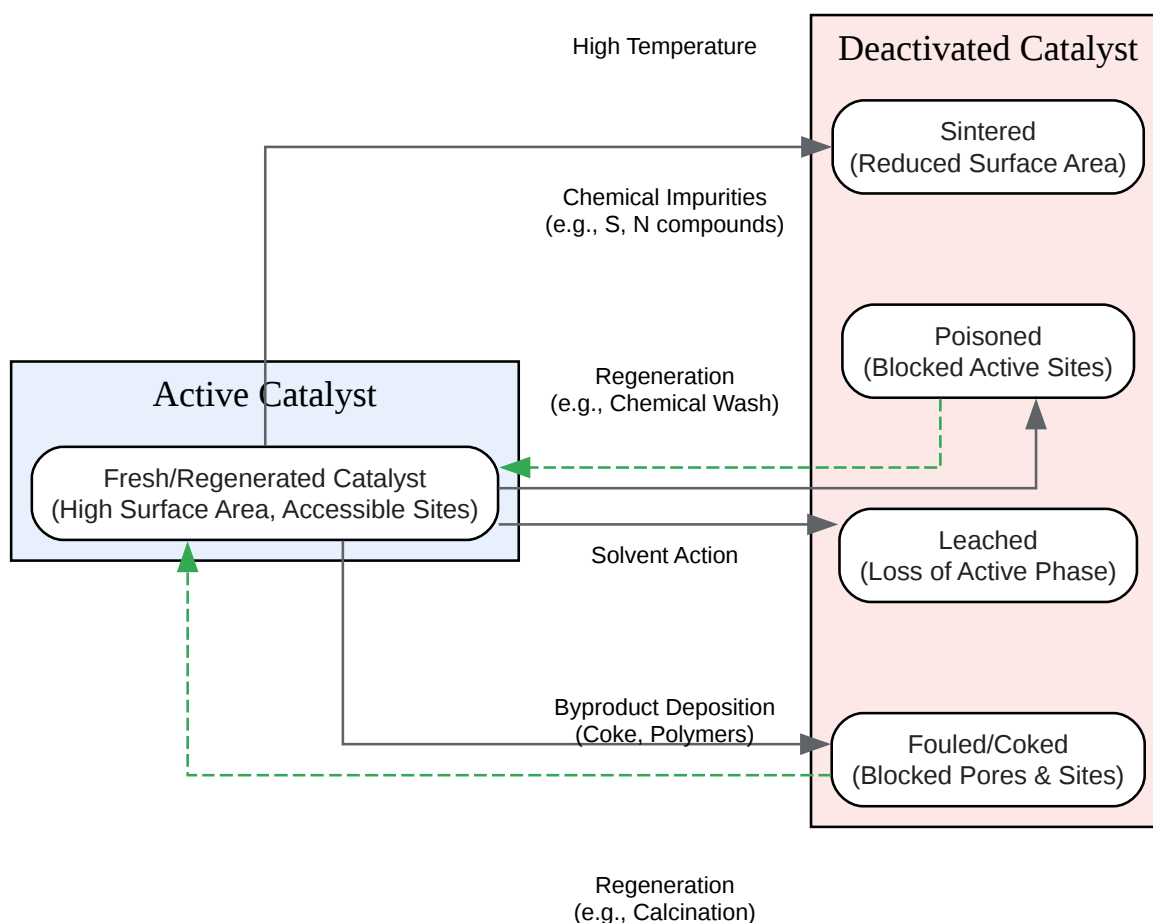 High Temperature
Deactivated Catalyst
Sintered
(Reduced Surface Area)
Chemical Impurities
(e.g., S, N compounds)
Poisoned
(Blocked Active Sites)
Active Catalyst
Regeneration
(e.g., Chemical Wash)
Fresh/Regenerated Catalyst
(High Surface Area, Accessible Sites)
Solvent Action
Leached
(Loss of Active Phase)
Byproduct Deposition
(Coke, Polymers)
Fouled/Coked
(Blocked Pores & Sites)
Regeneration
(e.g., Calcination)